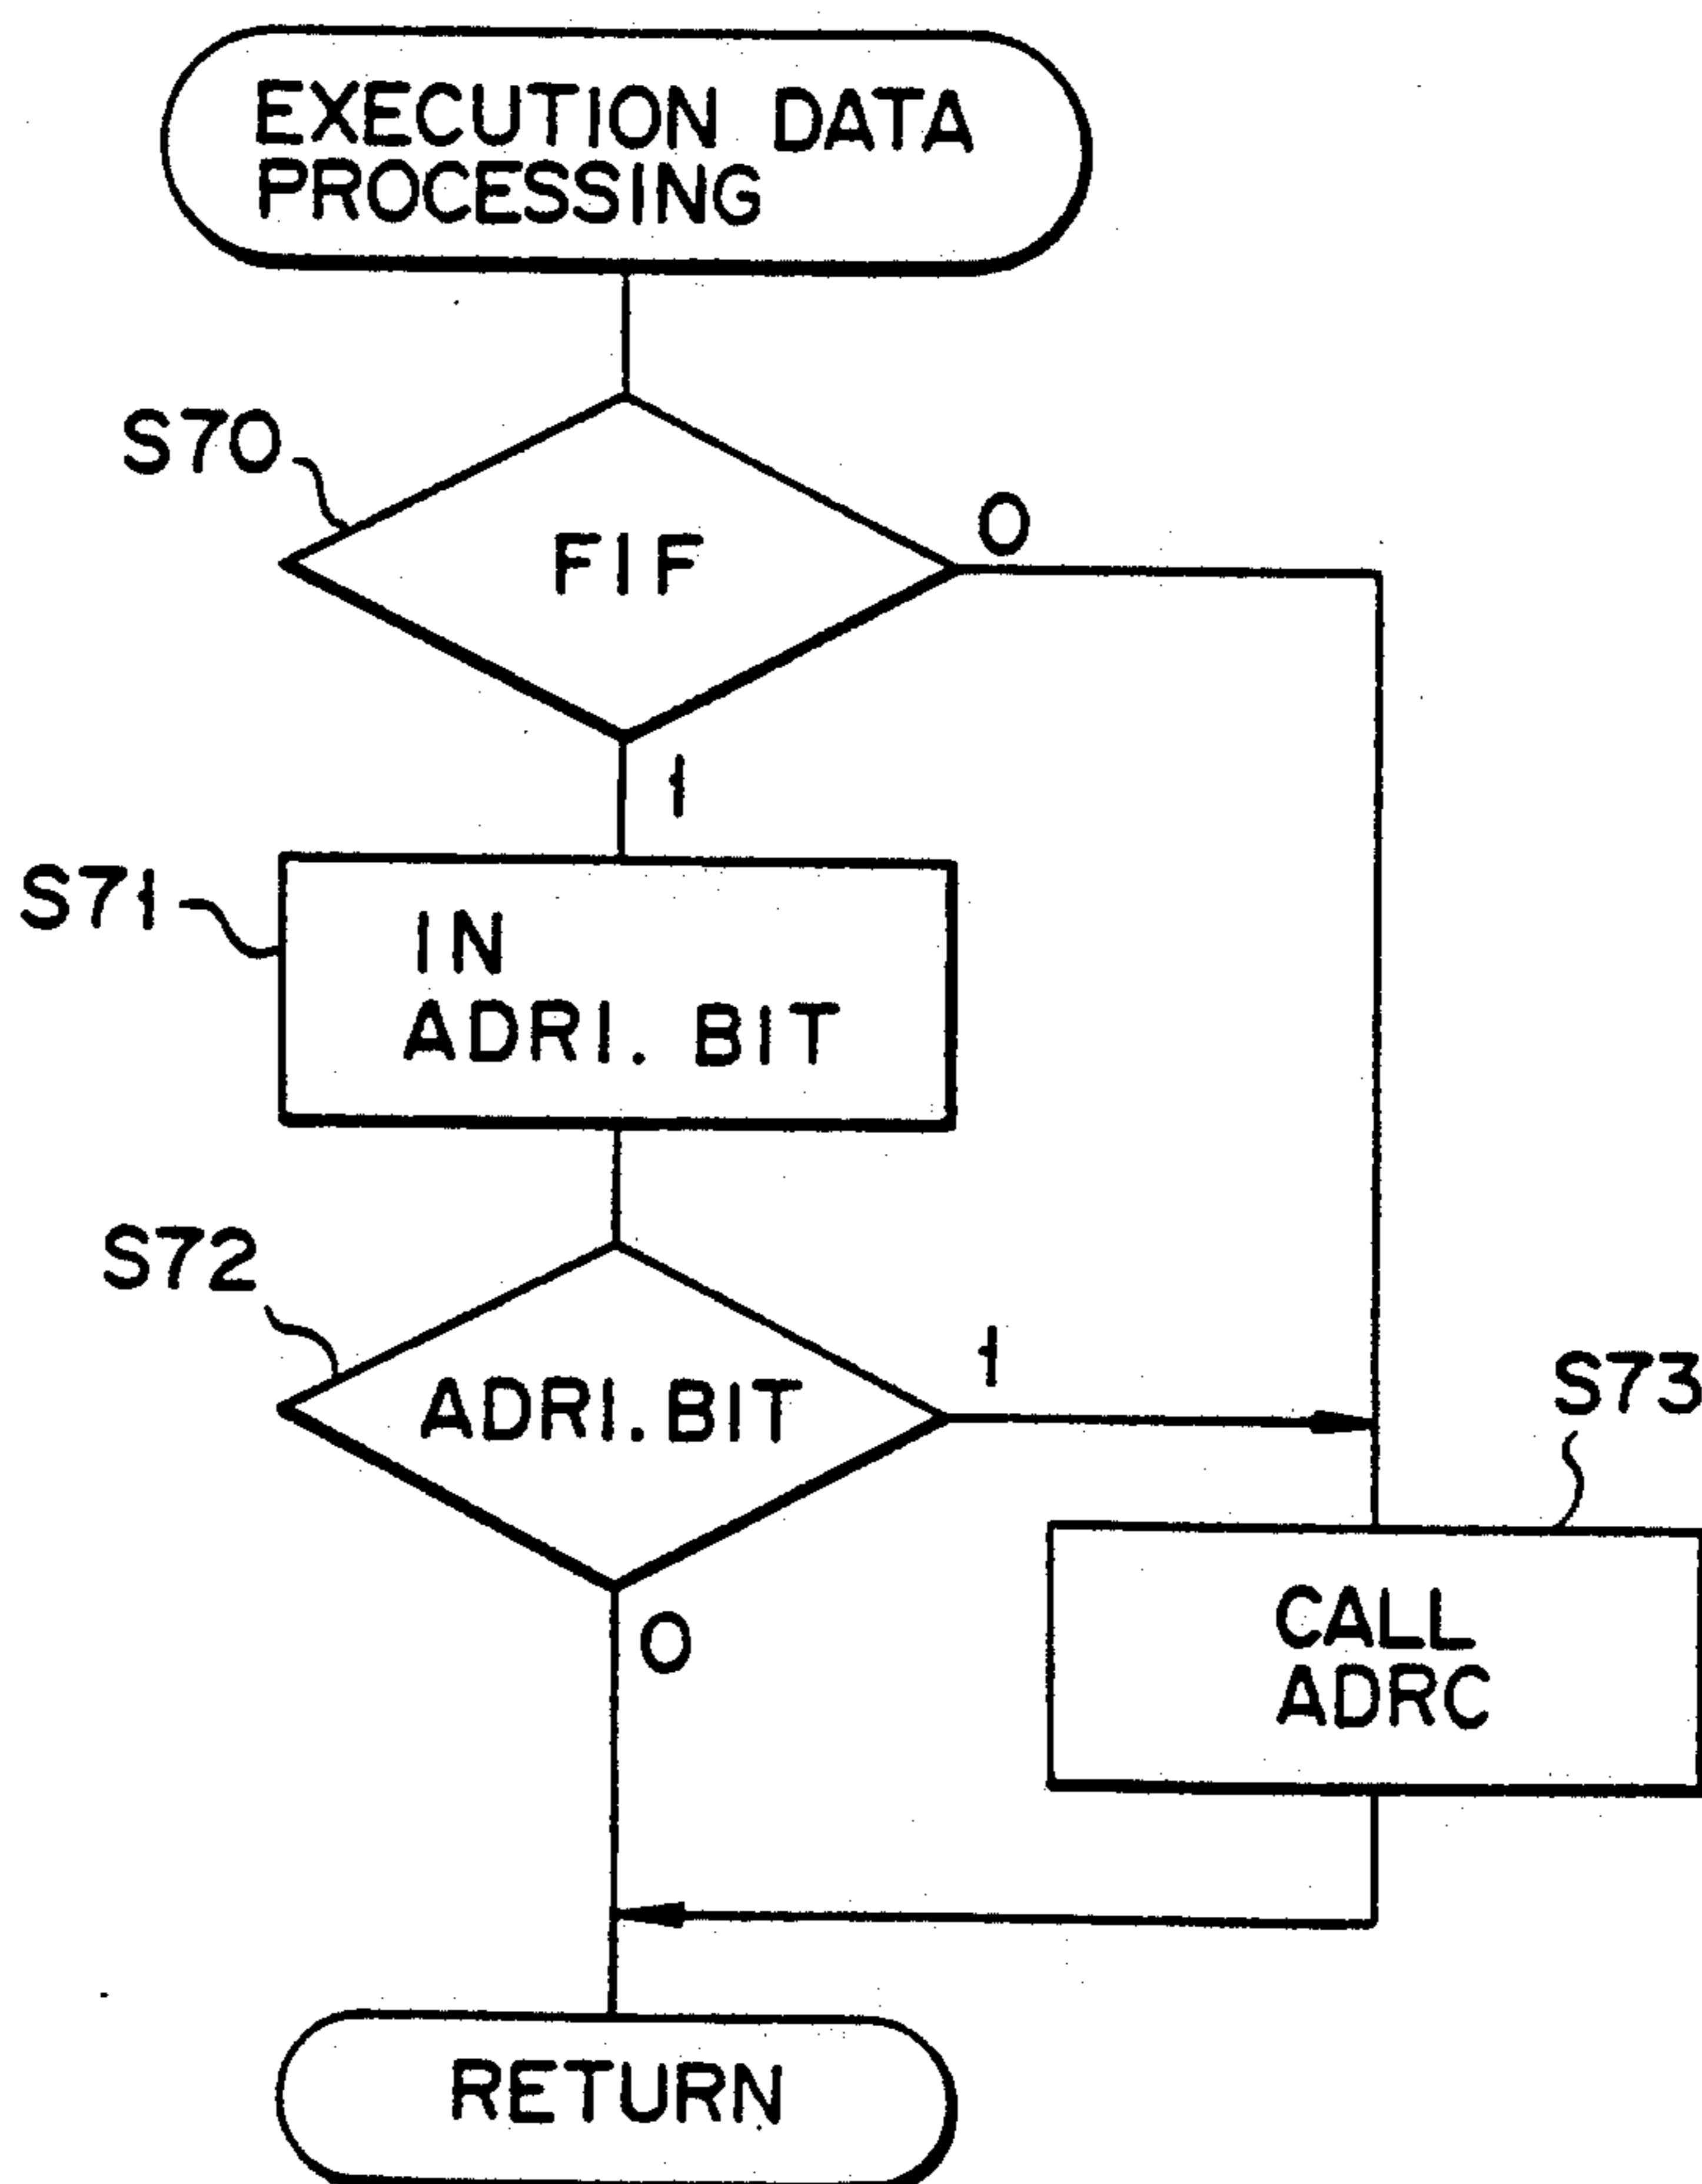 EXECUTION DATA
PROCESSING
S70
FIF
0
1
S71
IN
ADRI. BIT
S72
ADRI. BIT
1
0
S73
CALL
ADRC
RETURN